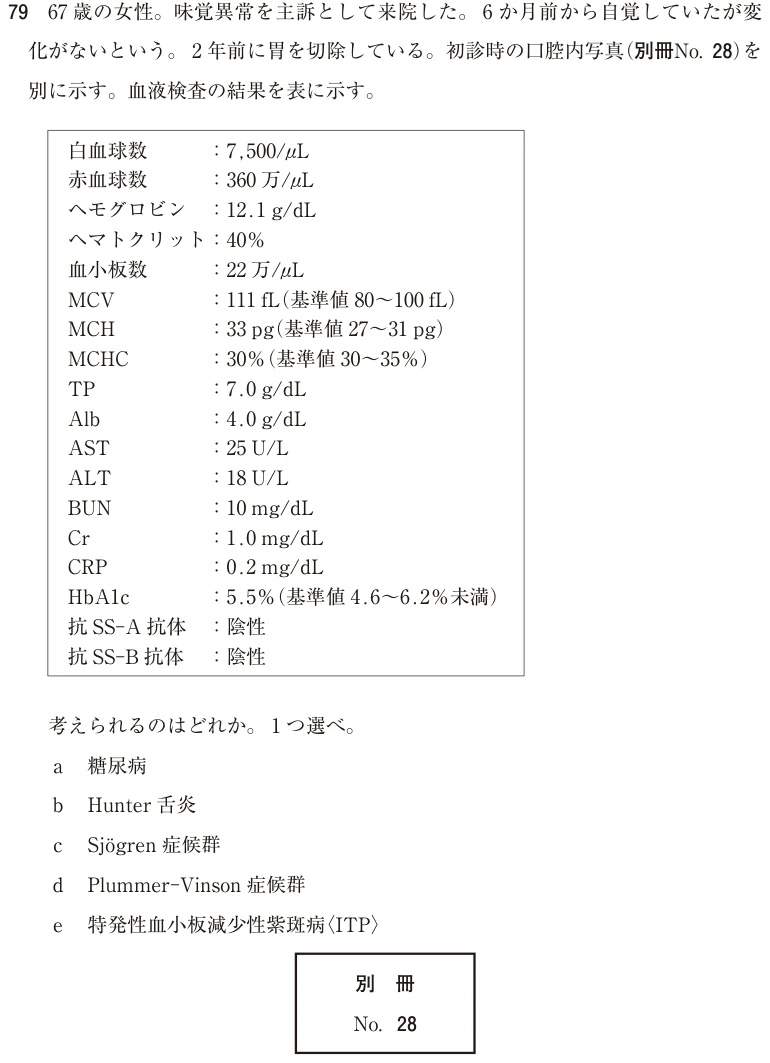 79 67歳の女性。味覚異常を主訴として来院した。6か月前から自覚していたが変
化がないという。2年前に胃を切除している。初診時の口腔内写真(別冊No. 28)を
別に示す。血液検査の結果を表に示す。
白血球数 :7,500/μL
赤血球数 :360万/μL
ヘモグロビン :12.1 g/dL
ヘマトクリット:40%
血小板数 :22万/μL
MCV :111 fL(基準値80~100 fL)
MCH :33 pg(基準値27~31 pg)
MCHC :30%(基準値30~35%)
TP :7.0 g/dL
Alb :4.0 g/dL
AST :25 U/L
ALT :18 U/L
BUN :10 mg/dL
Cr :1.0 mg/dL
CRP :0.2 mg/dL
HbA1c :5.5%(基準値4.6~6.2%未満)
抗SS-A抗体 :陰性
抗SS-B抗体 :陰性
考えられるのはどれか。1つ選べ。
a 糖尿病
b Hunter舌炎
c Sjögren症候群
d Plummer-Vinson症候群
e 特発性血小板減少性紫斑病〈ITP〉
別 冊
No. 28